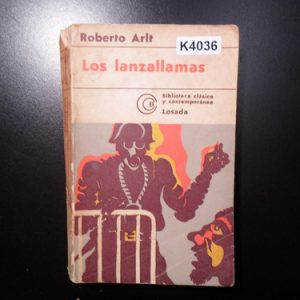 Roberto Arlt
K4036
Los lanzallamas
Biblioteca clásica
y contemporánea
Losada